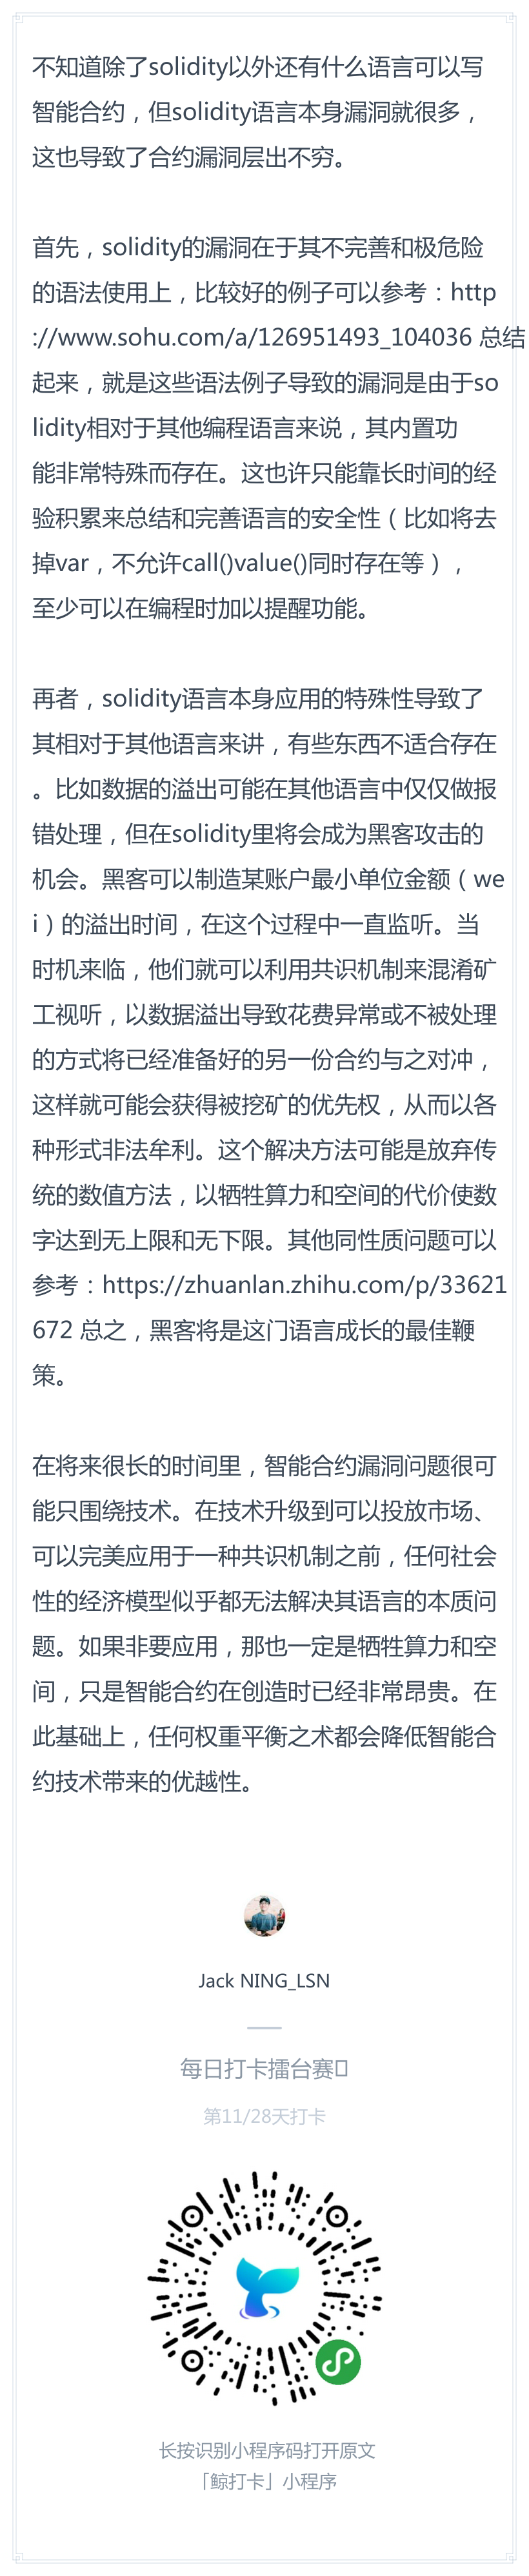 不知道除了solidity以外还有什么语言可以写
智能合约，但solidity语言本身漏洞就很多，
这也导致了合约漏洞层出不穷。
首先，solidity的漏洞在于其不完善和极危险
的语法使用上，比较好的例子可以参考：http
://www.sohu.com/a/126951493_104036 总结
起来，就是这些语法例子导致的漏洞是由于so
lidity相对于其他编程语言来说，其内置功
能非常特殊而存在。这也许只能靠长时间的经
验积累来总结和完善语言的安全性（比如将去
掉var，不允许call()value()同时存在等），
至少可以在编程时加以提醒功能。
再者，solidity语言本身应用的特殊性导致了
其相对于其他语言来讲，有些东西不适合存在
。比如数据的溢出可能在其他语言中仅仅做报
错处理，但在solidity里将会成为黑客攻击的
机会。黑客可以制造某账户最小单位金额（we
i）的溢出时间，在这个过程中一直监听。当
时机来临，他们就可以利用共识机制来混淆矿
工视听，以数据溢出导致花费异常或不被处理
的方式将已经准备好的另一份合约与之对冲，
这样就可能会获得被挖矿的优先权，从而以各
种形式非法牟利。这个解决方法可能是放弃传
统的数值方法，以牺牲算力和空间的代价使数
字达到无上限和无下限。其他同性质问题可以
参考：https://zhuanlan.zhihu.com/p/33621
672 总之，黑客将是这门语言成长的最佳鞭
策。
在将来很长的时间里，智能合约漏洞问题很可
能只围绕技术。在技术升级到可以投放市场、
可以完美应用于一种共识机制之前，任何社会
性的经济模型似乎都无法解决其语言的本质问
题。如果非要应用，那也一定是牺牲算力和空
间，只是智能合约在创造时已经非常昂贵。在
此基础上，任何权重平衡之术都会降低智能合
约技术带来的优越性。
Jack NING_LSN
每日打卡擂台赛
第11/28天打卡
长按识别小程序码打开原文
「鲸打卡」小程序